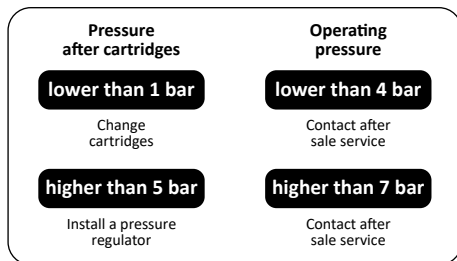 Pressure
after cartridges
lower than 1 bar
Change
cartridges
higher than 5 bar
Install a pressure
regulator
Operating
pressure
lower than 4 bar
Contact after
sale service
higher than 7 bar
Contact after
sale service